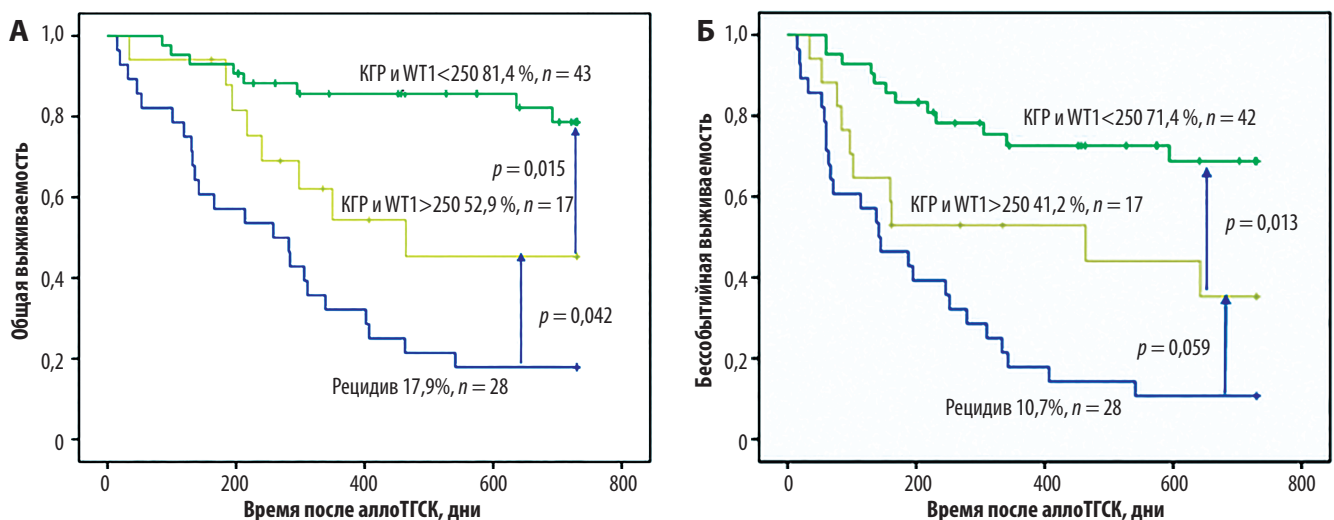 А
Общая выживаемость
1,0
0,8
0,6
0,4
0,2
0
КГР и WT1<250 81,4 %, n = 43
p = 0,015
КГР и WT1>250 52,9 %, n = 17
p = 0,042
Рецидив 17,9%, n = 28
0 200 400 600 800
Время после аллоТГСК, дни
Б
Бессобытийная выживаемость
1,0
0,8
0,6
0,4
0,2
0
КГР и WT1<250 71,4 %, n = 42
КГР и WT1>250 41,2 %, n = 17
p = 0,013
p = 0,059
Рецидив 10,7%, n = 28
0 200 400 600 800
Время после аллоТГСК, дни